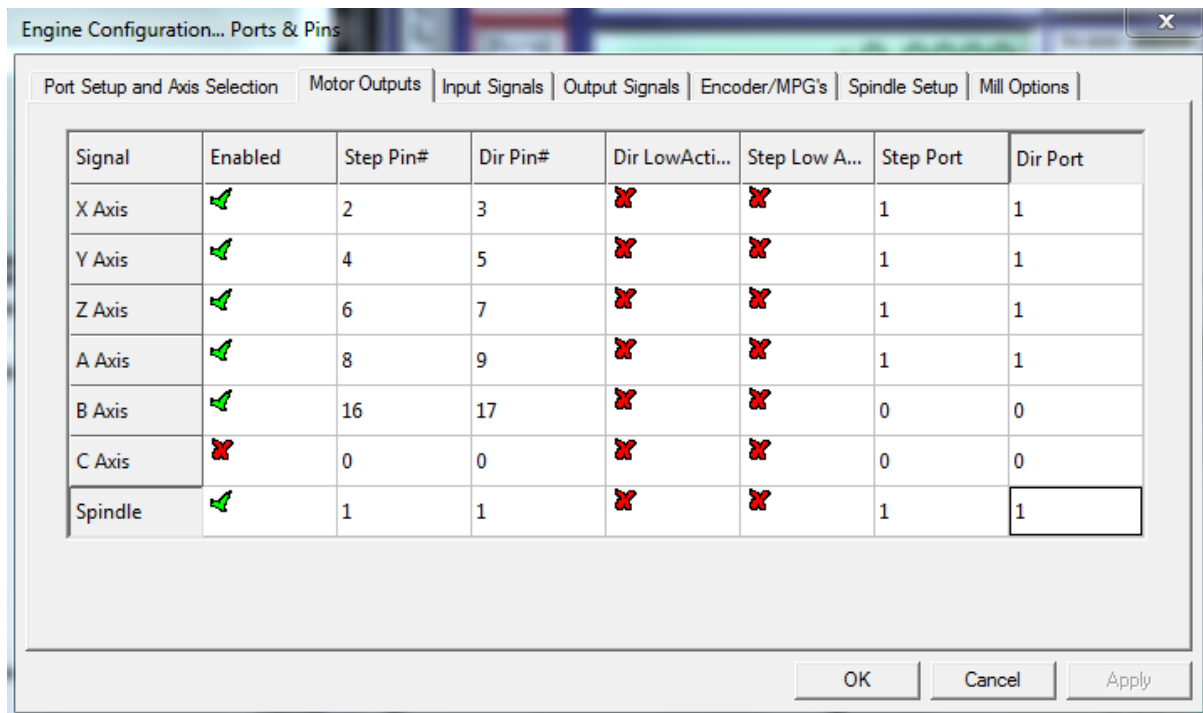 Engine Configuration... Ports & Pins
Port Setup and Axis Selection Motor Outputs Input Signals Output Signals Encoder/MPG's Spindle Setup Mill Options
Signal Enabled Step Pin# Dir Pin# Dir LowActi... Step Low A... Step Port Dir Port
X Axis 2 3 1 1
Y Axis 4 5 1 1
Z Axis 6 7 1 1
A Axis 8 9 1 1
B Axis 16 17 0 0
C Axis 0 0 0 0
Spindle 1 1 1 1
OK Cancel Apply